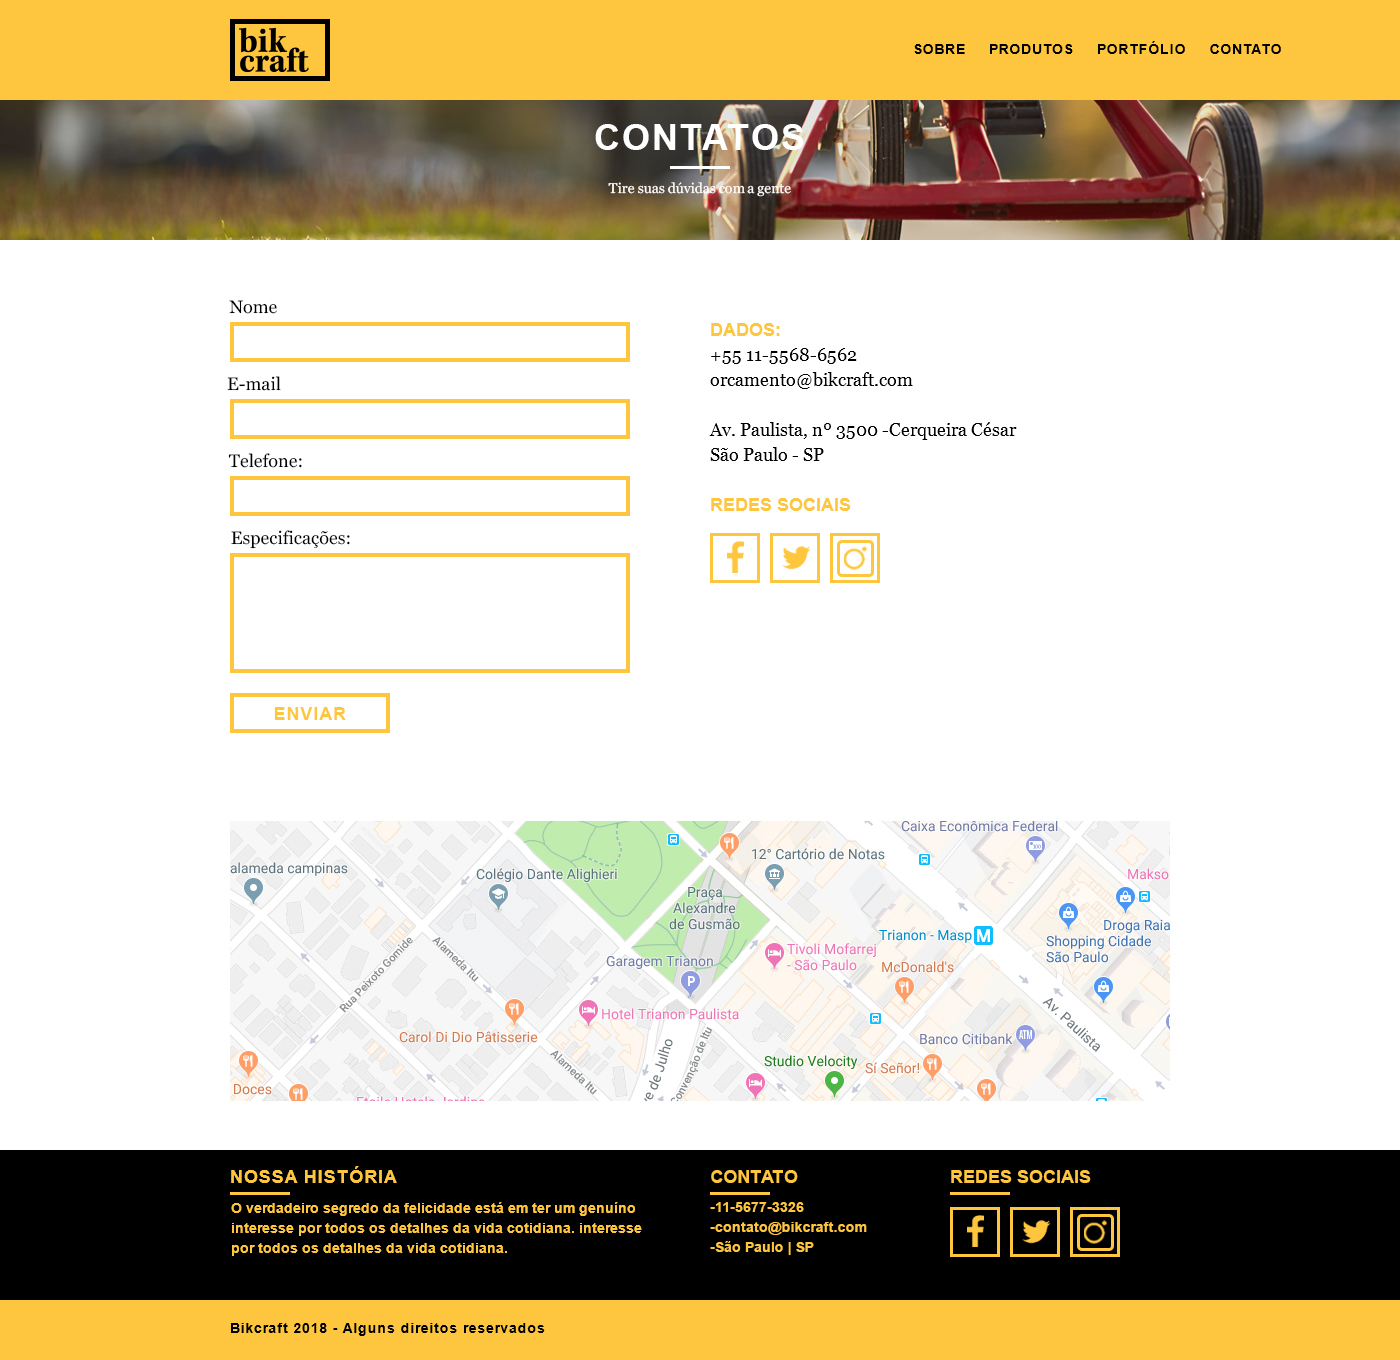 bik
craft
SOBRE PRODUTOS PORTFÓLIO CONTATO
CONTATOS
Tire suas dúvidas com a gente
Nome
E-mail
Telefone:
Especificações:
ENVIAR
DADOS:
+55 11-5568-6562
orcamento@bikcraft.com
Av. Paulista, nº 3500 -Cerqueira César
São Paulo - SP
REDES SOCIAIS
Caixa Econômica Federal
12° Cartório de Notas
alameda campinas
Colégio Dante Alighieri
Makso
Praça
Alexandre
de Gusmão
Droga Raia
Trianon - Masp
M
Shopping Cidade
São Paulo
Tivoli Mofarrej
- São Paulo
Rua Peixoto Gomide
Alameda Itu
Garagem Trianon
P
McDonald's
Hotel Trianon Paulista
Av. Paulista
Carol Di Dio Pâtisserie
Banco Citibank
ATM
Alameda Itu
ve de Julho
Convenção de Itu
Studio Velocity
Sí Señor!
Doces
NOSSA HISTÓRIA
O verdadeiro segredo da felicidade está em ter um genuíno
interesse por todos os detalhes da vida cotidiana. interesse
por todos os detalhes da vida cotidiana.
CONTATO
-11-5677-3326
-contato@bikcraft.com
-São Paulo | SP
REDES SOCIAIS
Bikcraft 2018 - Alguns direitos reservados